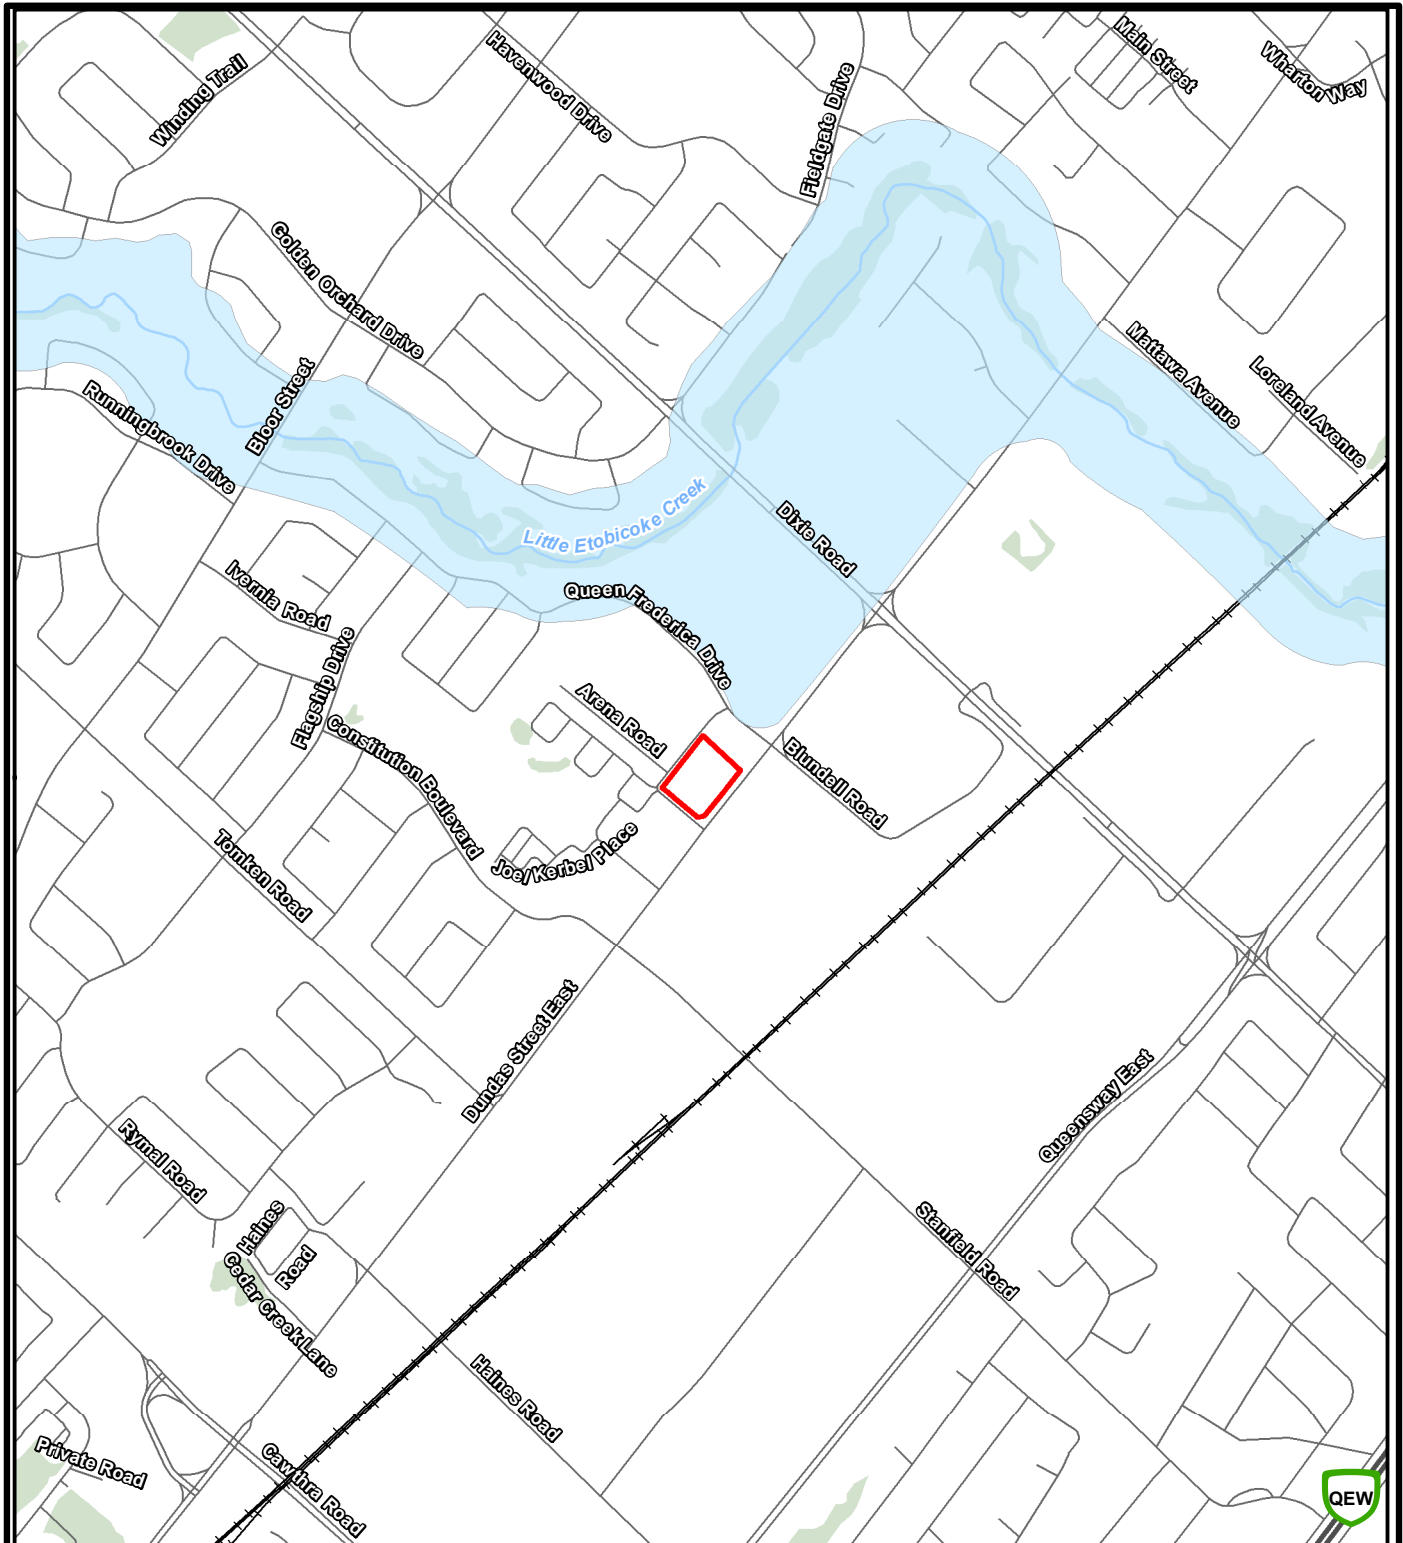 Main Street
Wharton Way
Havenwood Drive
Winding Trail
Fieldgate Drive
Golden Orchard Drive
Mattawa Avenue
Loreland Avenue
Bloor Street
Runningbrook Drive
Little Etobicoke Creek
Dixie Road
Queen Frederica Drive
Ivernia Road
Flagship Drive
Arena Road
Constitution Boulevard
Blundell Road
Joe Kerbel Place
Tomken Road
Dundas Street East
Queensway East
Rymal Road
Haines
Road
Cedar Creek Lane
Stanfield Road
Haines Road
Private Road
Cawthra Road
QEW